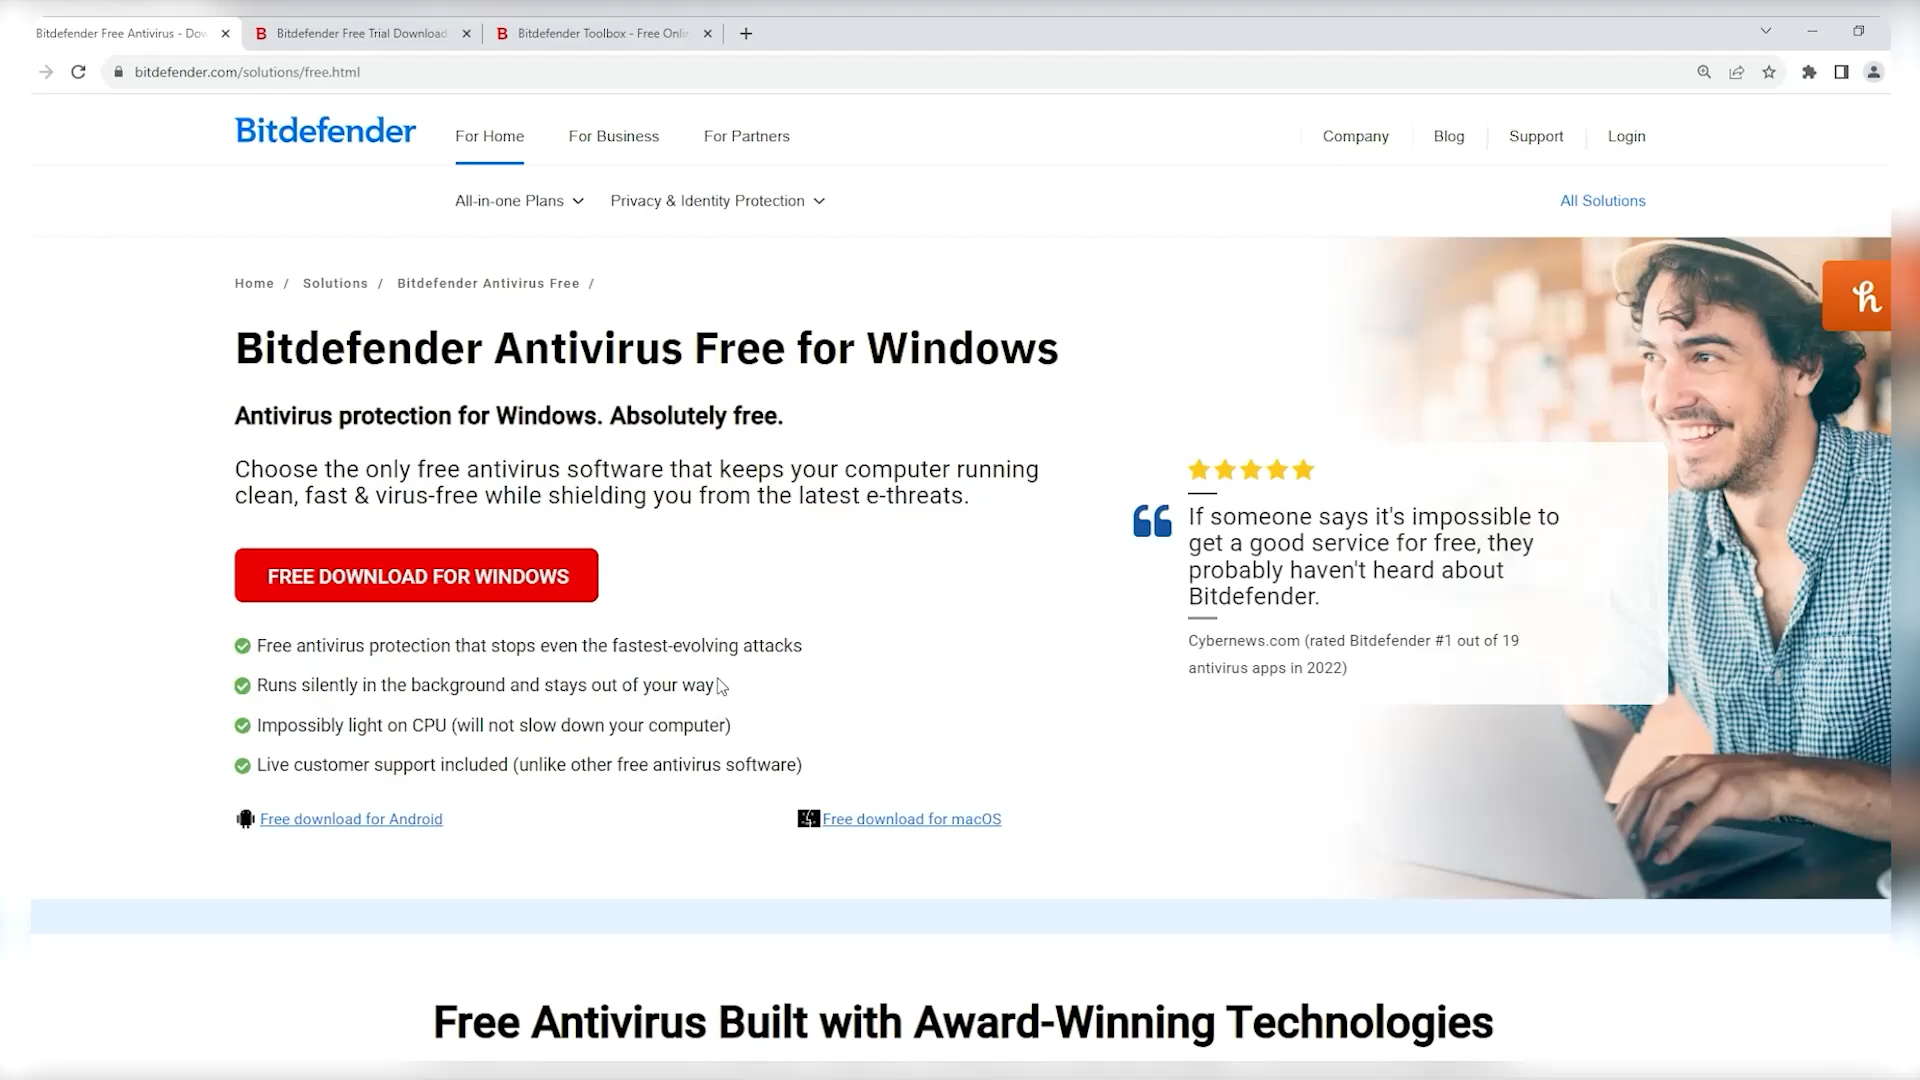 Bitdefender Free Antivirus - Dow
Bitdefender Free Trial Download
Bitdefender Toolbox - Free Onlin
bitdefender.com/solutions/free.html
Bitdefender
For Home
For Business
For Partners
Company
Blog
Support
Login
All-in-one Plans
Privacy & Identity Protection
All Solutions
Home / Solutions / Bitdefender Antivirus Free /
Bitdefender Antivirus Free for Windows
Antivirus protection for Windows. Absolutely free.
Choose the only free antivirus software that keeps your computer running
clean, fast & virus-free while shielding you from the latest e-threats.
FREE DOWNLOAD FOR WINDOWS
Free antivirus protection that stops even the fastest-evolving attacks
Runs silently in the background and stays out of your way
Impossibly light on CPU (will not slow down your computer)
Live customer support included (unlike other free antivirus software)
Free download for Android
Free download for macOS
If someone says it's impossible to
get a good service for free, they
probably haven't heard about
Bitdefender.
Cybernews.com (rated Bitdefender #1 out of 19
antivirus apps in 2022)
h
Free Antivirus Built with Award-Winning Technologies